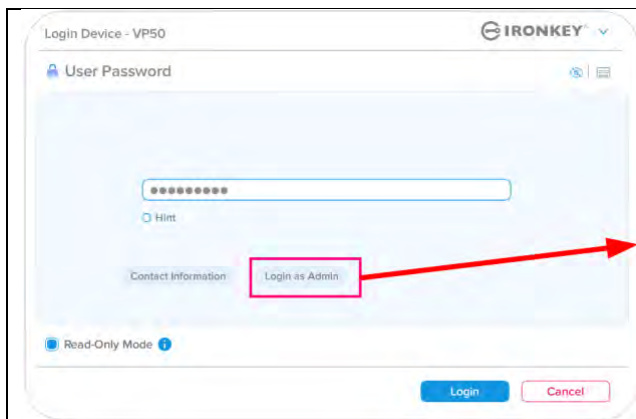 Login Device - VP50
IRONKEY
User Password
Hint
Contact Information Login as Admin
Read-Only Mode
Login Cancel